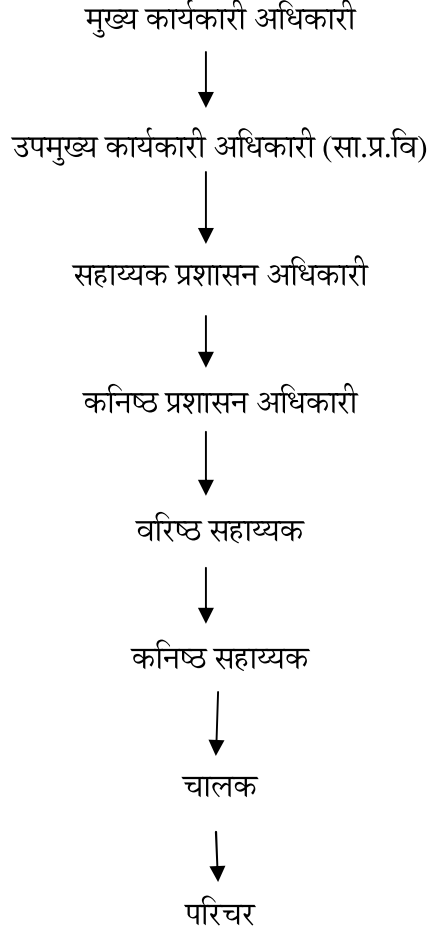 मुख्य कार्यकारी अधिकारी
उपमुख्य कार्यकारी अधिकारी (सा.प्र.वि)
सहाय्यक प्रशासन अधिकारी
कनिष्ठ प्रशासन अधिकारी
वरिष्ठ सहाय्यक
कनिष्ठ सहाय्यक
चालक
परिचर